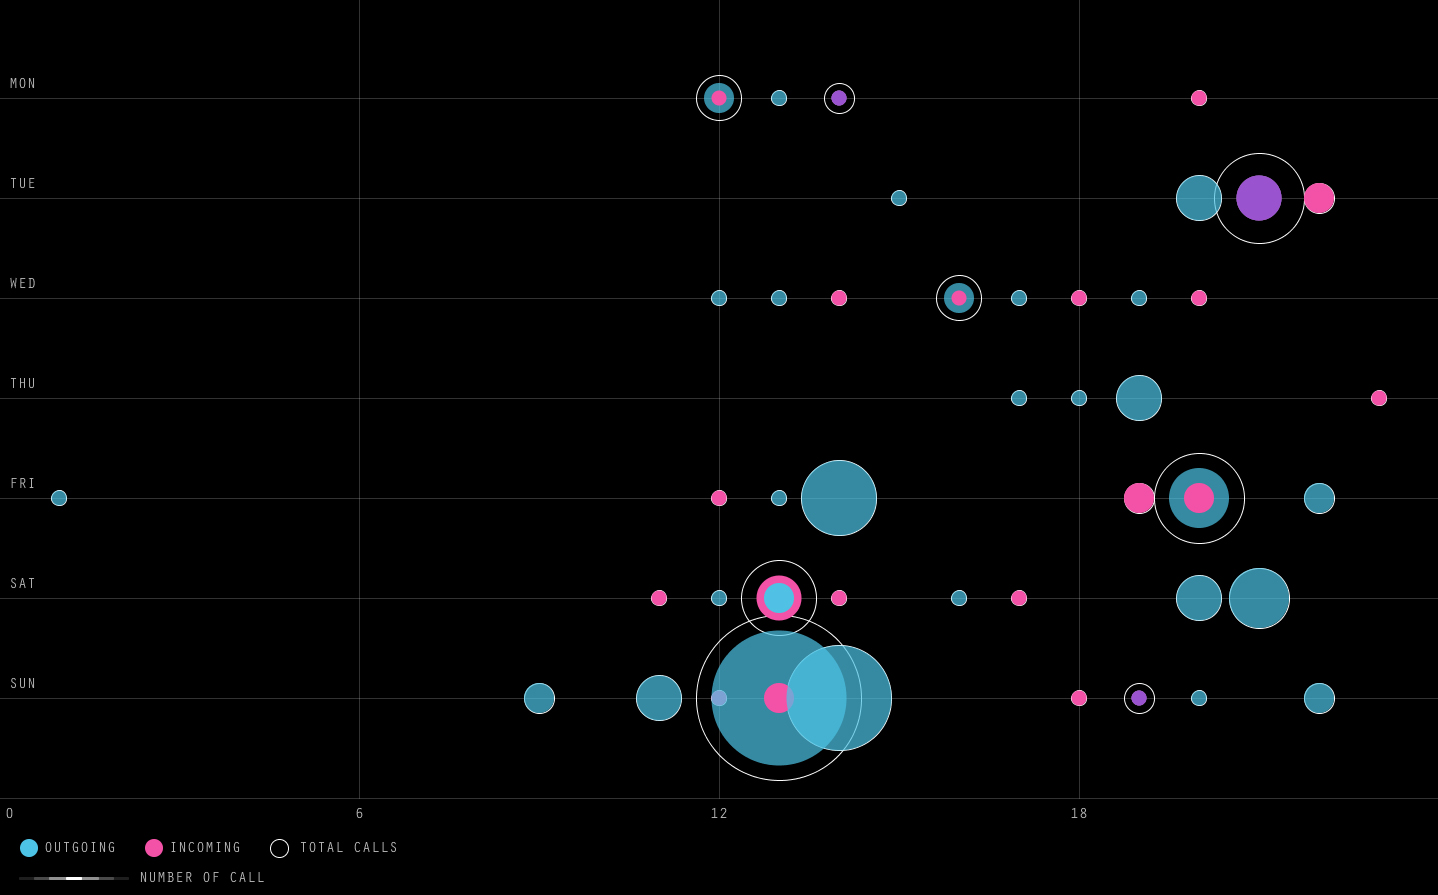 MON
TUE
WED
THU
FRI
SAT
SUN
0 6 12 18
OUTGOING INCOMING TOTAL CALLS
NUMBER OF CALL